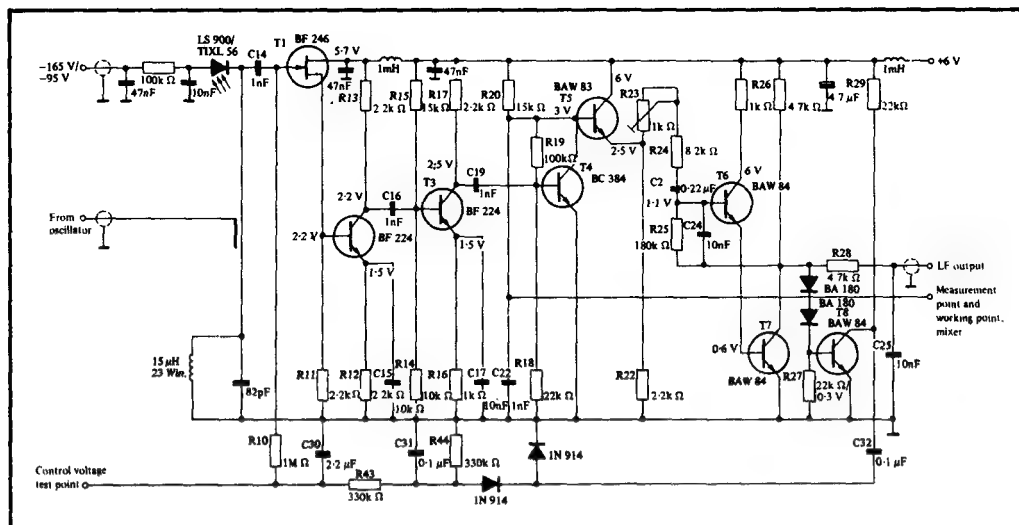 LS 900/
TIXL 56
T1
BF 246
C14
1nF
−165 V/
−95 V
100k Ω
47nF
10nF
5·7 V
47nF
1mH
47nF
R13
2·2k Ω
R15
15k Ω
R17
2·2k Ω
R20
15k Ω
BAW 83
T5
6 V
3 V
R23
1k Ω
2·5 V
R19
100kΩ
T4
BC 384
R24
8·2k Ω
C2
0·22 μF
1·1 V
R25
180k Ω
C24
10nF
T6
6 V
BAW 84
R26
1k Ω
4·7k Ω
4·7 μF
R29
22kΩ
1mH
+6 V
2·5 V
T3
C19
1nF
BF 224
2·2 V
C16
1nF
2·2 V
BF 224
1·5 V
1·5 V
From
oscillator
15 μH
23 Win.
82pF
R11
2·2k Ω
R12
2·2k Ω
C15
10k Ω
R14
10k Ω
R16
1k Ω
C17
10nF
C22
1nF
R18
22k Ω
R22
2·2k Ω
0·6 V
T7
BAW 84
R28
4·7k Ω
LF output
BA 180
BA 180
Measurement
point and
working point,
mixer
T8
BAW 84
R27
22k Ω
0·3 V
C25
10nF
R10
1M Ω
C30
2·2 μF
R43
330k Ω
C31
0·1 μF
R44
330k Ω
1N 914
1N 914
C32
0·1 μF
Control voltage
test point